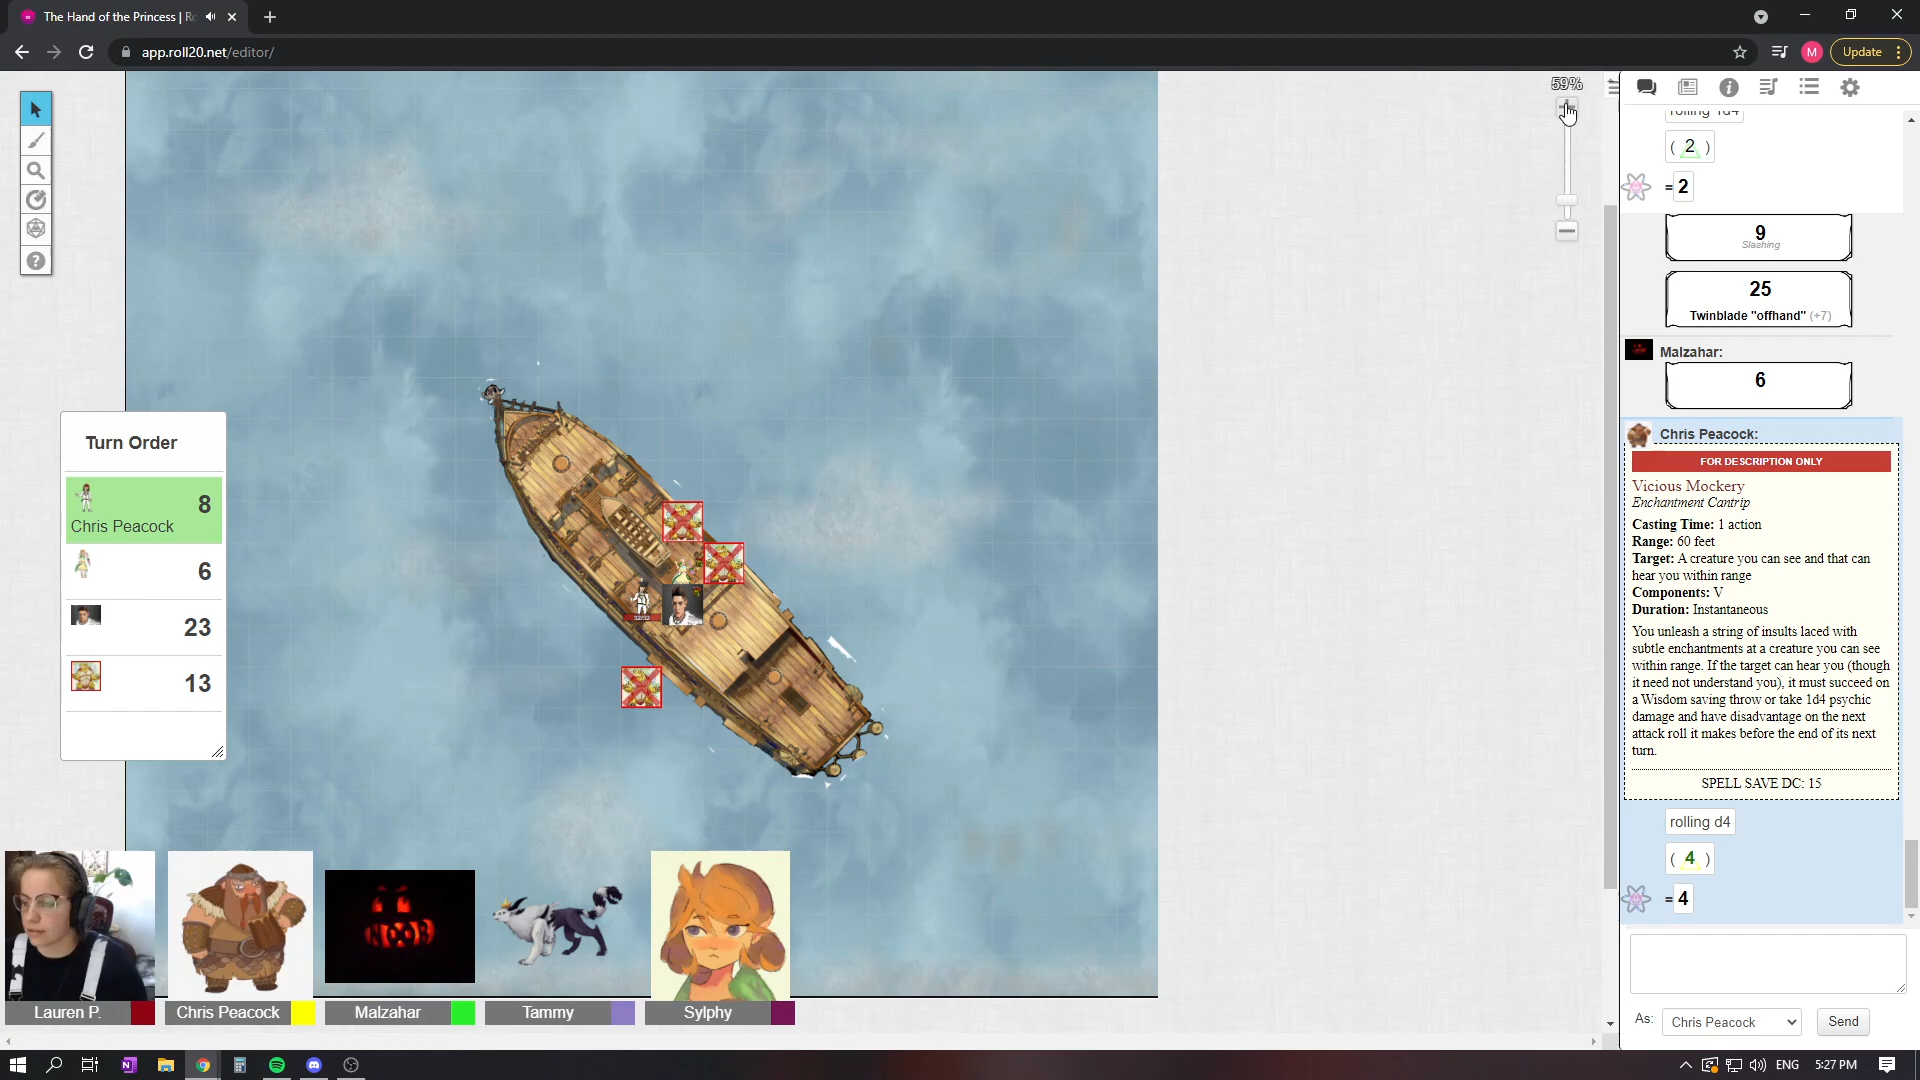 The Hand of the Princess | Ro
app.roll20.net/editor/
M
Update
59%
Turn Order
8
Chris Peacock
6
23
13
32/32
NOOB
Lauren P.
Chris Peacock
Malzahar
Tammy
Sylphy
rolling 1d4
( 2 )
=2
9
Slashing
25
Twinblade "offhand" (+7)
Malzahar:
6
Chris Peacock:
FOR DESCRIPTION ONLY
Vicious Mockery
Enchantment Cantrip
Casting Time: 1 action
Range: 60 feet
Target: A creature you can see and that can
hear you within range
Components: V
Duration: Instantaneous
You unleash a string of insults laced with
subtle enchantments at a creature you can see
within range. If the target can hear you (though
it need not understand you), it must succeed on
a Wisdom saving throw or take 1d4 psychic
damage and have disadvantage on the next
attack roll it makes before the end of its next
turn.
SPELL SAVE DC: 15
rolling d4
( 4 )
=4
As:
Chris Peacock
Send
N
ENG
5:27 PM